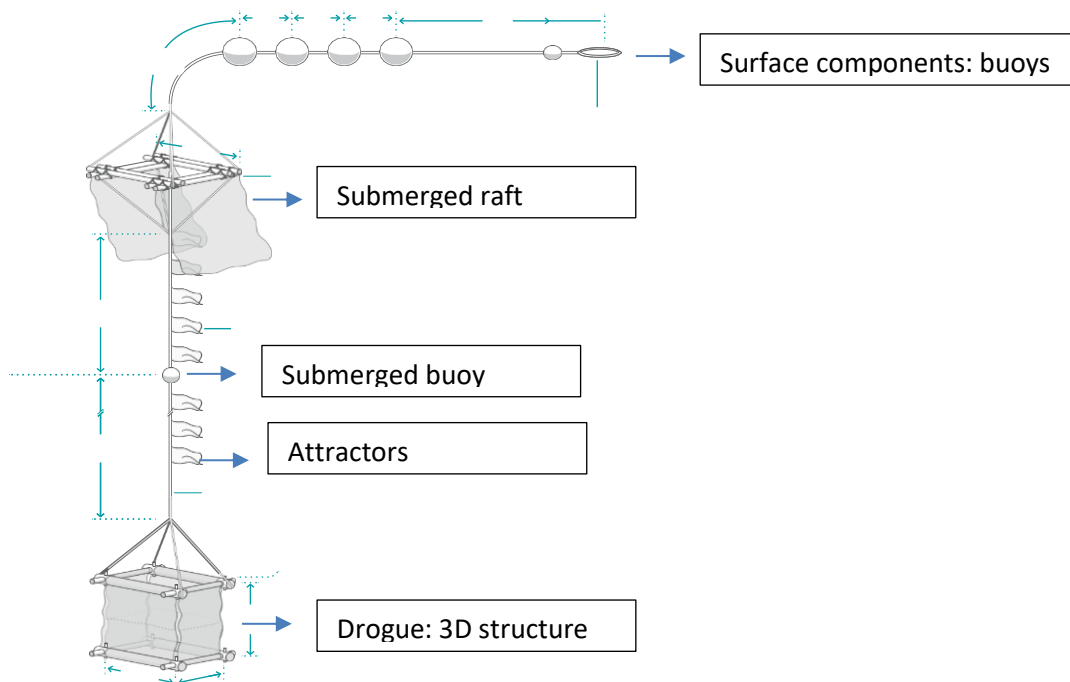 Surface components: buoys
Submerged raft
Submerged buoy
Attractors
Drogue: 3D structure